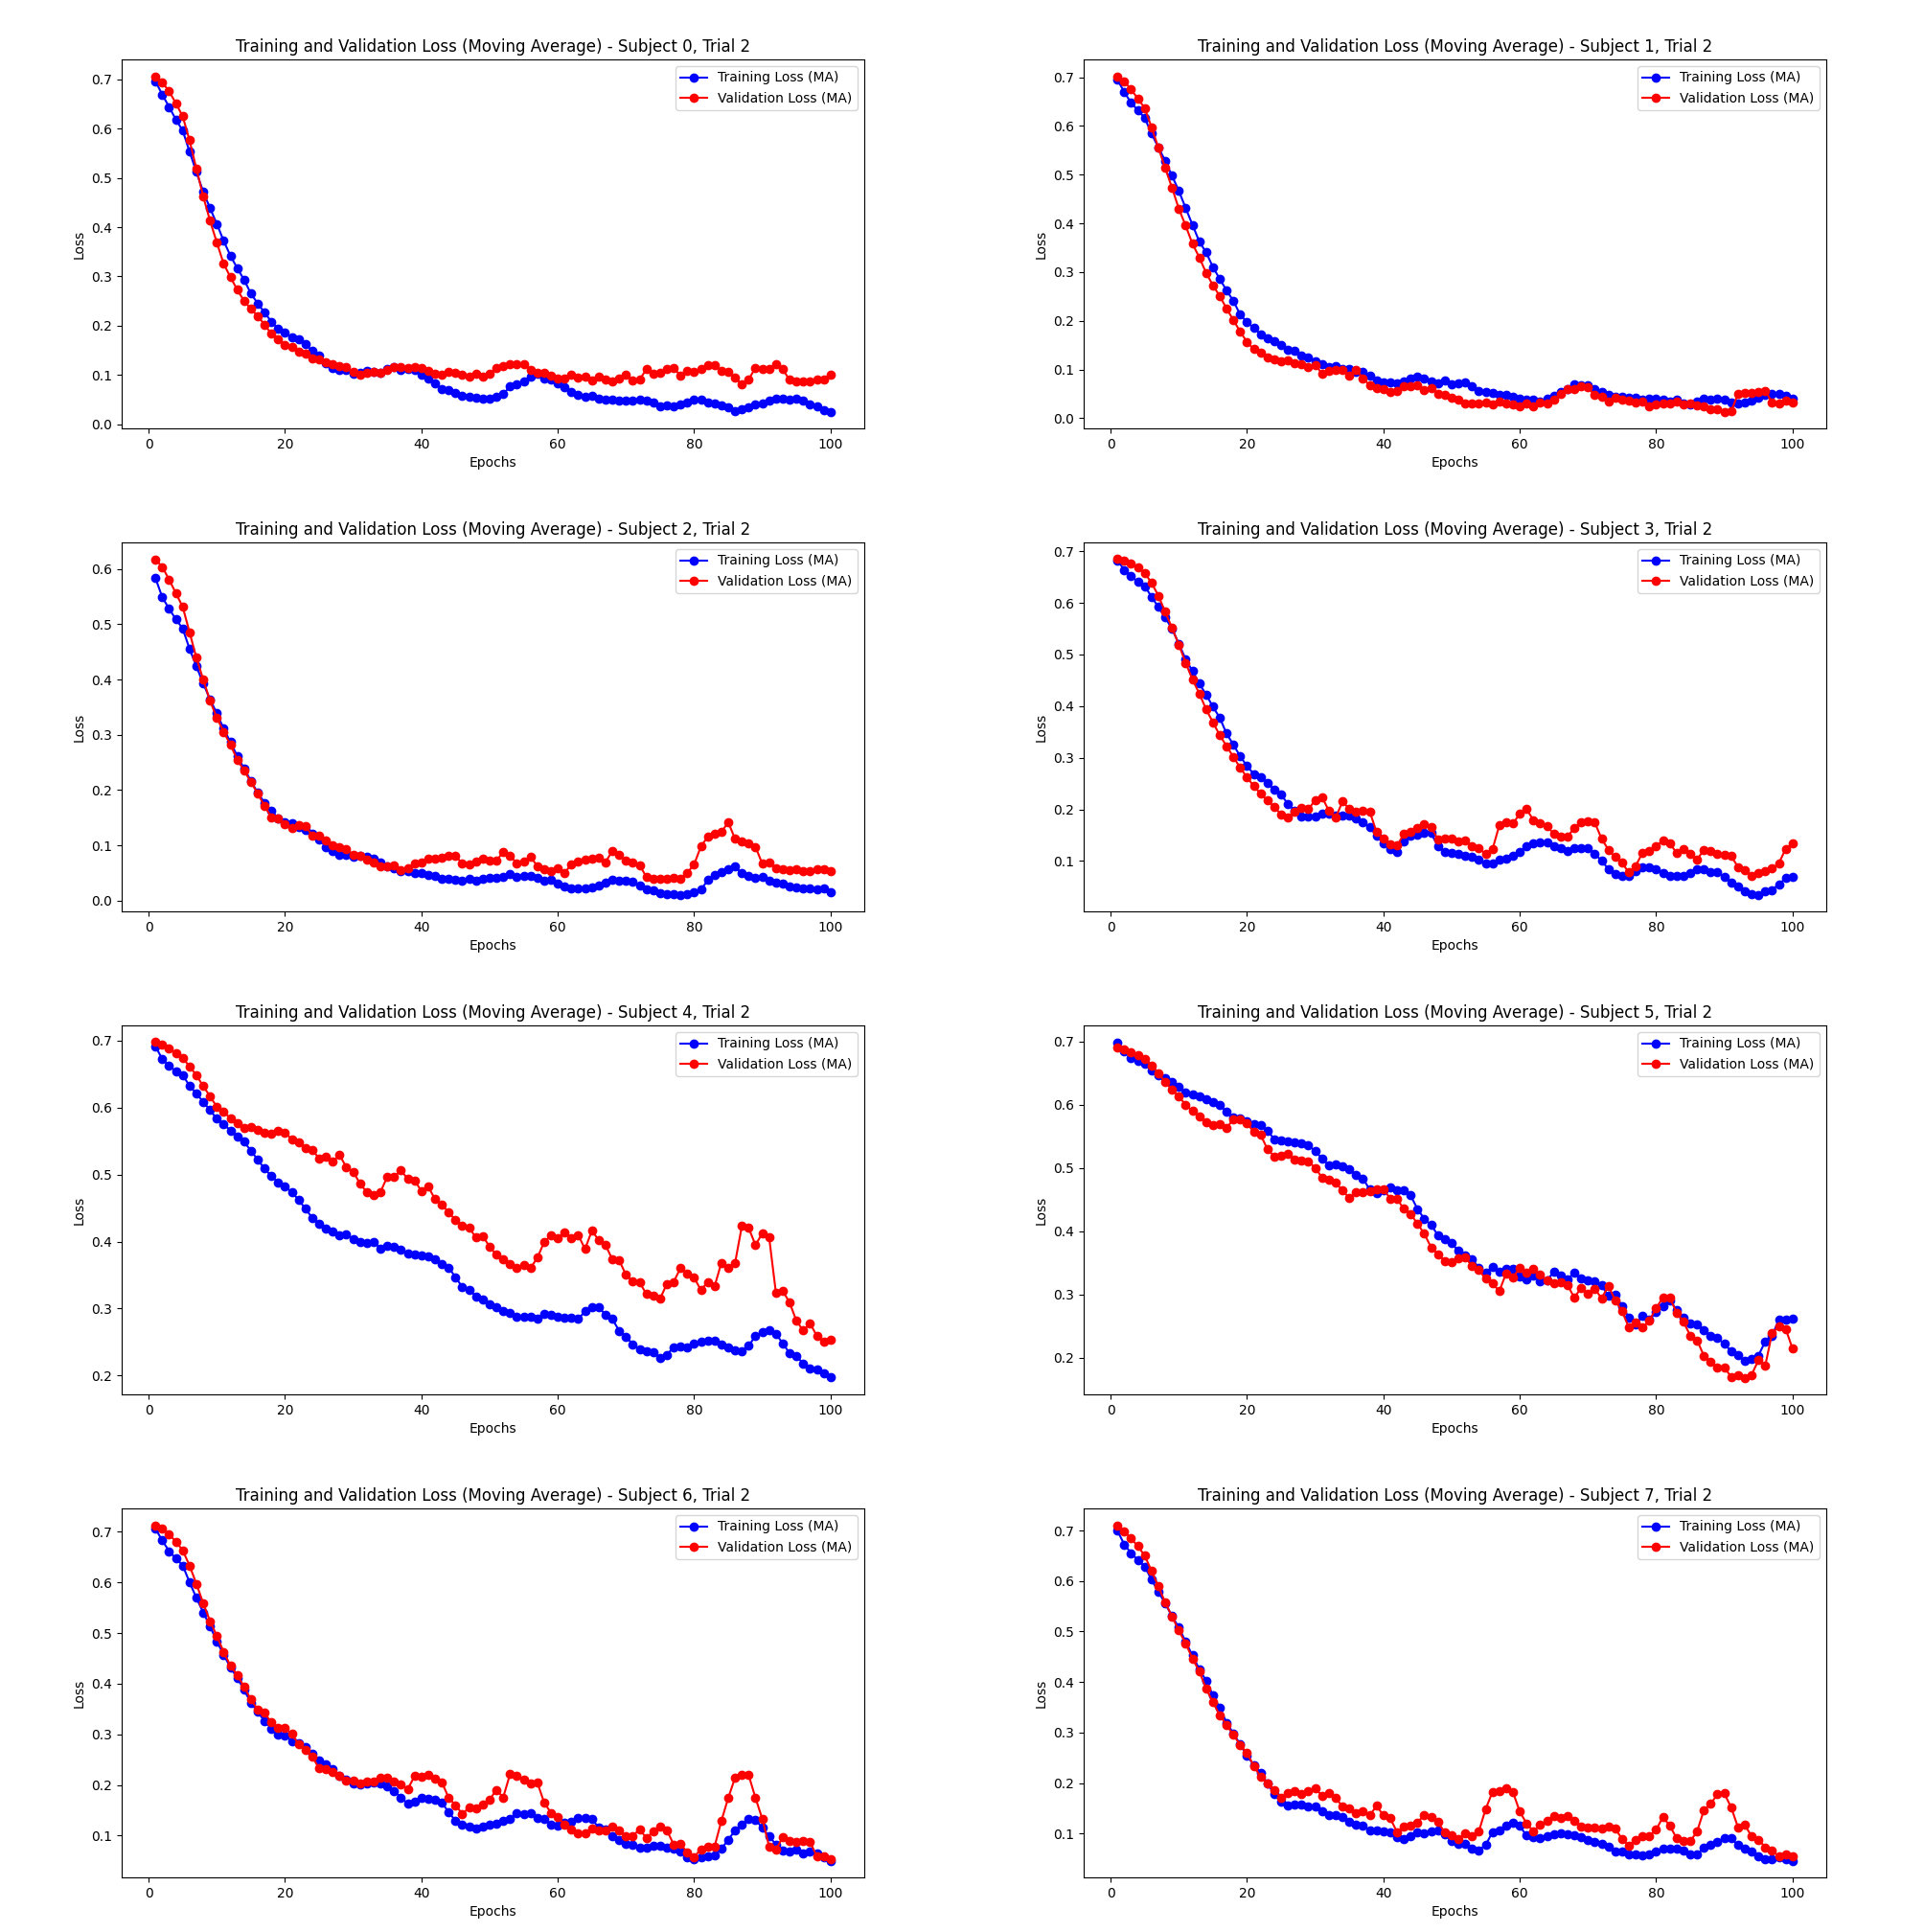 Training and Validation Loss (Moving Average) - Subject 0, Trial 2
Training Loss (MA)
Validation Loss (MA)
0.7
0.6
0.5
0.4
0.3
0.2
0.1
0.0
Loss
0 20 40 60 80 100
Epochs
Training and Validation Loss (Moving Average) - Subject 1, Trial 2
Training Loss (MA)
Validation Loss (MA)
0.7
0.6
0.5
0.4
0.3
0.2
0.1
0.0
Loss
0 20 40 60 80 100
Epochs
Training and Validation Loss (Moving Average) - Subject 2, Trial 2
Training Loss (MA)
Validation Loss (MA)
0.6
0.5
0.4
0.3
0.2
0.1
0.0
Loss
0 20 40 60 80 100
Epochs
Training and Validation Loss (Moving Average) - Subject 3, Trial 2
Training Loss (MA)
Validation Loss (MA)
0.7
0.6
0.5
0.4
0.3
0.2
0.1
Loss
0 20 40 60 80 100
Epochs
Training and Validation Loss (Moving Average) - Subject 4, Trial 2
Training Loss (MA)
Validation Loss (MA)
0.7
0.6
0.5
0.4
0.3
0.2
Loss
0 20 40 60 80 100
Epochs
Training and Validation Loss (Moving Average) - Subject 5, Trial 2
Training Loss (MA)
Validation Loss (MA)
0.7
0.6
0.5
0.4
0.3
0.2
Loss
0 20 40 60 80 100
Epochs
Training and Validation Loss (Moving Average) - Subject 6, Trial 2
Training Loss (MA)
Validation Loss (MA)
0.7
0.6
0.5
0.4
0.3
0.2
0.1
Loss
0 20 40 60 80 100
Epochs
Training and Validation Loss (Moving Average) - Subject 7, Trial 2
Training Loss (MA)
Validation Loss (MA)
0.7
0.6
0.5
0.4
0.3
0.2
0.1
Loss
0 20 40 60 80 100
Epochs